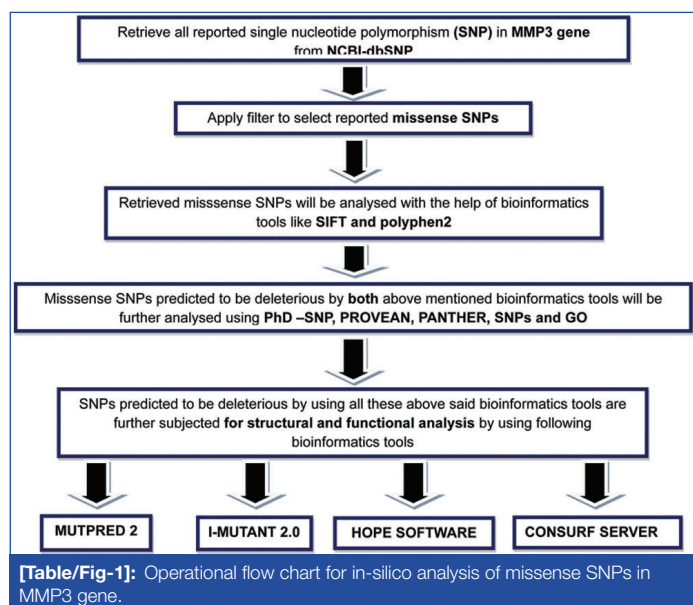 Retrieve all reported single nucleotide polymorphism (SNP) in MMP3 gene
from NCBI-dbSNP
Apply filter to select reported missense SNPs
Retrieved misssense SNPs will be analysed with the help of bioinformatics
tools like SIFT and polyphen2
Misssense SNPs predicted to be deleterious by both above mentioned bioinformatics tools will be
further analysed using PhD –SNP, PROVEAN, PANTHER, SNPs and GO
SNPs predicted to be deleterious by using all these above said bioinformatics tools are
further subjected for structural and functional analysis by using following
bioinformatics tools
MUTPRED 2
I-MUTANT 2.0
HOPE SOFTWARE
CONSURF SERVER
[Table/Fig-1]: Operational flow chart for in-silico analysis of missense SNPs in
MMP3 gene.